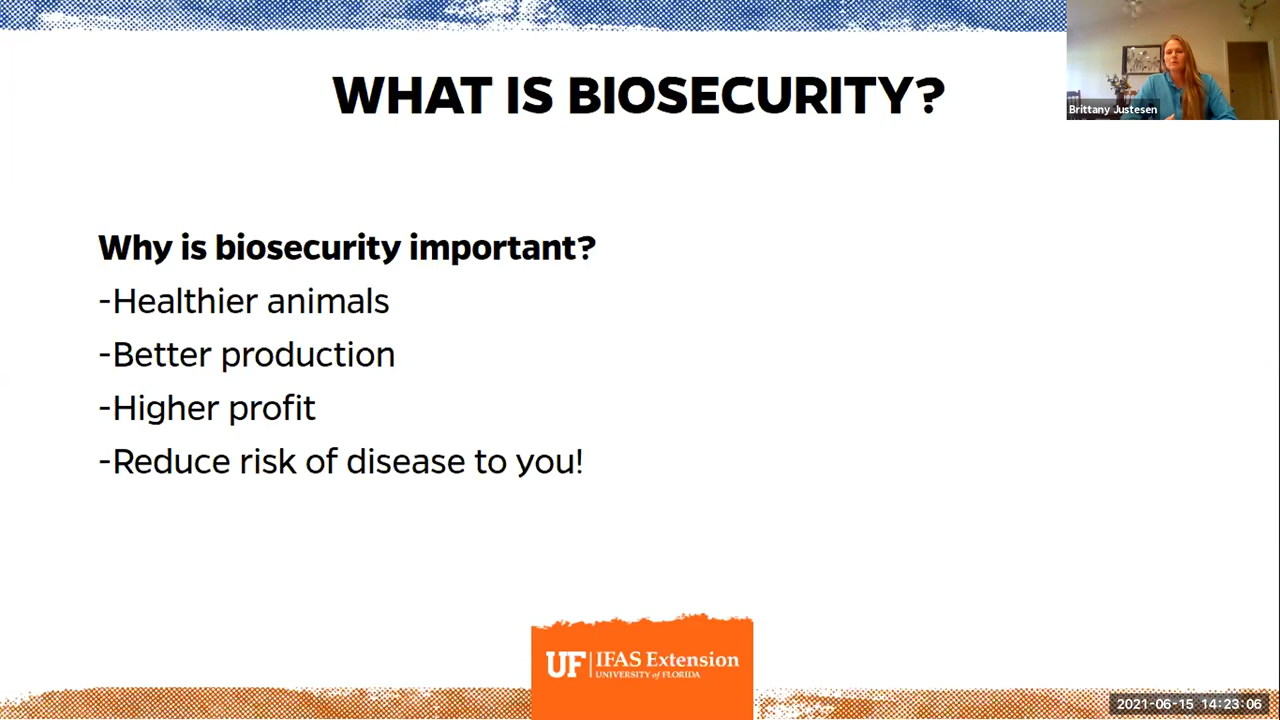 WHAT IS BIOSECURITY?
Brittany Justesen
Why is biosecurity important?
-Healthier animals
-Better production
-Higher profit
-Reduce risk of disease to you!
UF IFAS Extension
UNIVERSITY of FLORIDA
2021-06-15 14:23:06